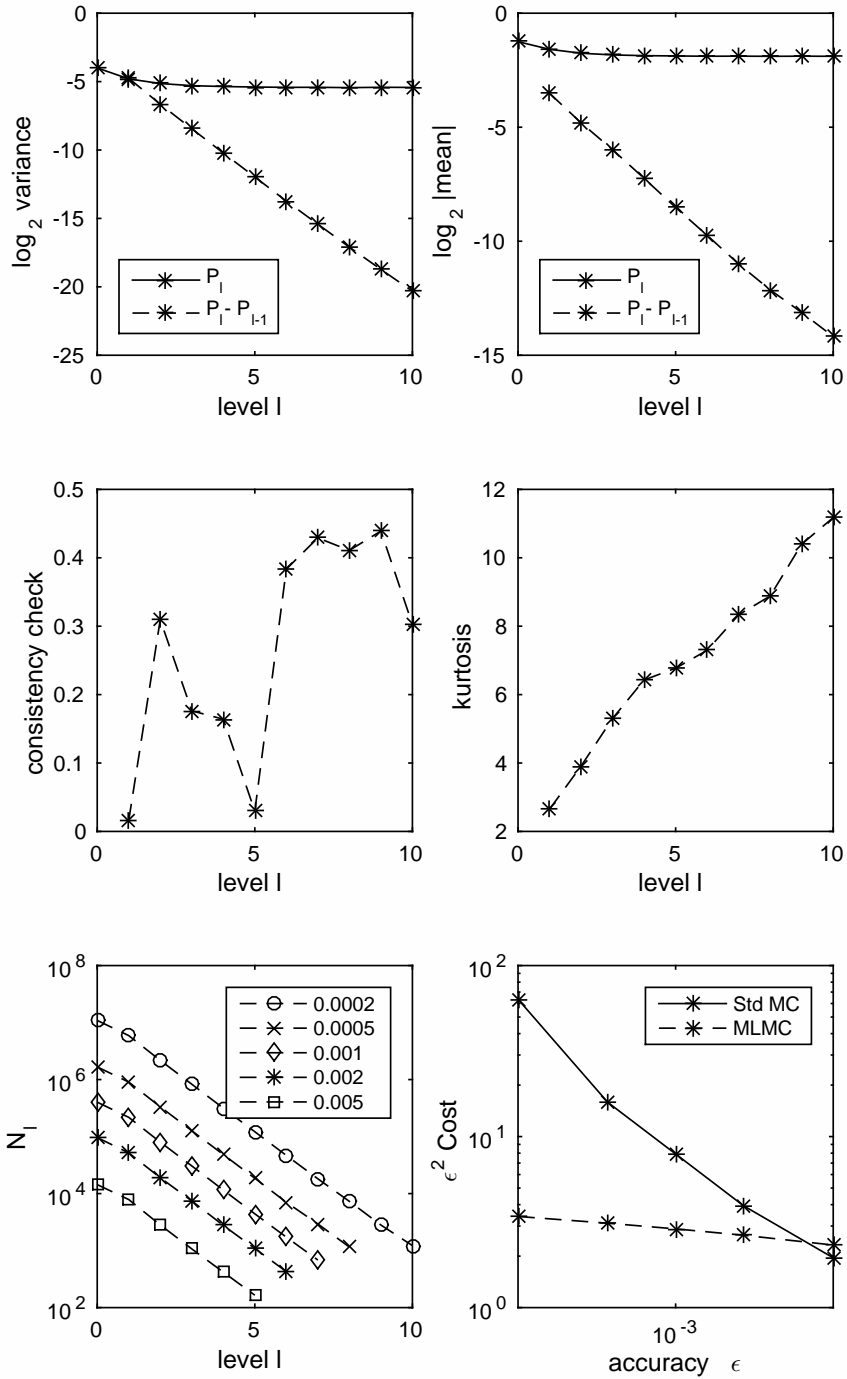 0
-5
-10
-15
-20
-25
0 5 10
log 2 variance
level l
P l
P l - P l-1
0
-5
-10
-15
0 5 10
log 2 |mean|
level l
P l
P l - P l-1
0.5
0.4
0.3
0.2
0.1
0
0 5 10
consistency check
level l
12
10
8
6
4
2
0 5 10
kurtosis
level l
10^8
10^6
10^4
10^2
0 5 10
N l
level l
0.0002
0.0005
0.001
0.002
0.005
10^2
10^1
10^0
10^-3
ϵ^2 Cost
accuracy ϵ
Std MC
MLMC